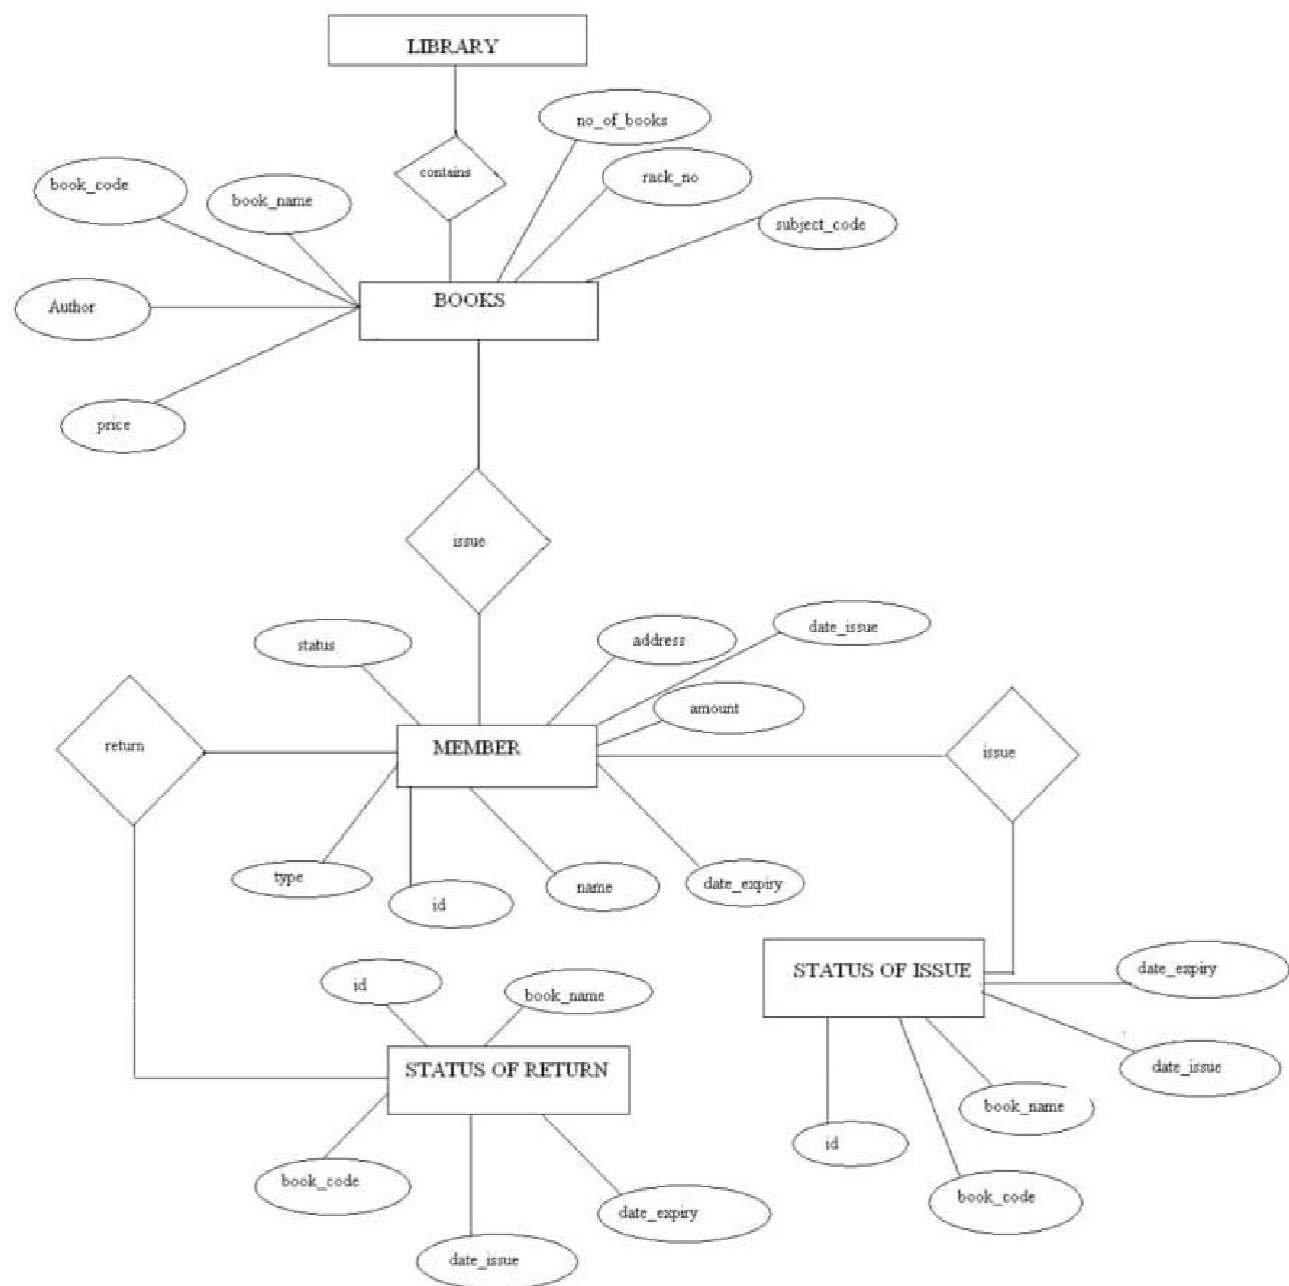 LIBRARY
no_of_books
contains
rack_no
book_code
book_name
subject_code
BOOKS
Author
price
issue
status
address
date_issue
amount
return
MEMBER
issue
type
id
name
date_expiry
STATUS OF ISSUE
date_expiry
id
book_name
STATUS OF RETURN
date_issue
book_name
id
book_code
book_code
date_expiry
date_issue